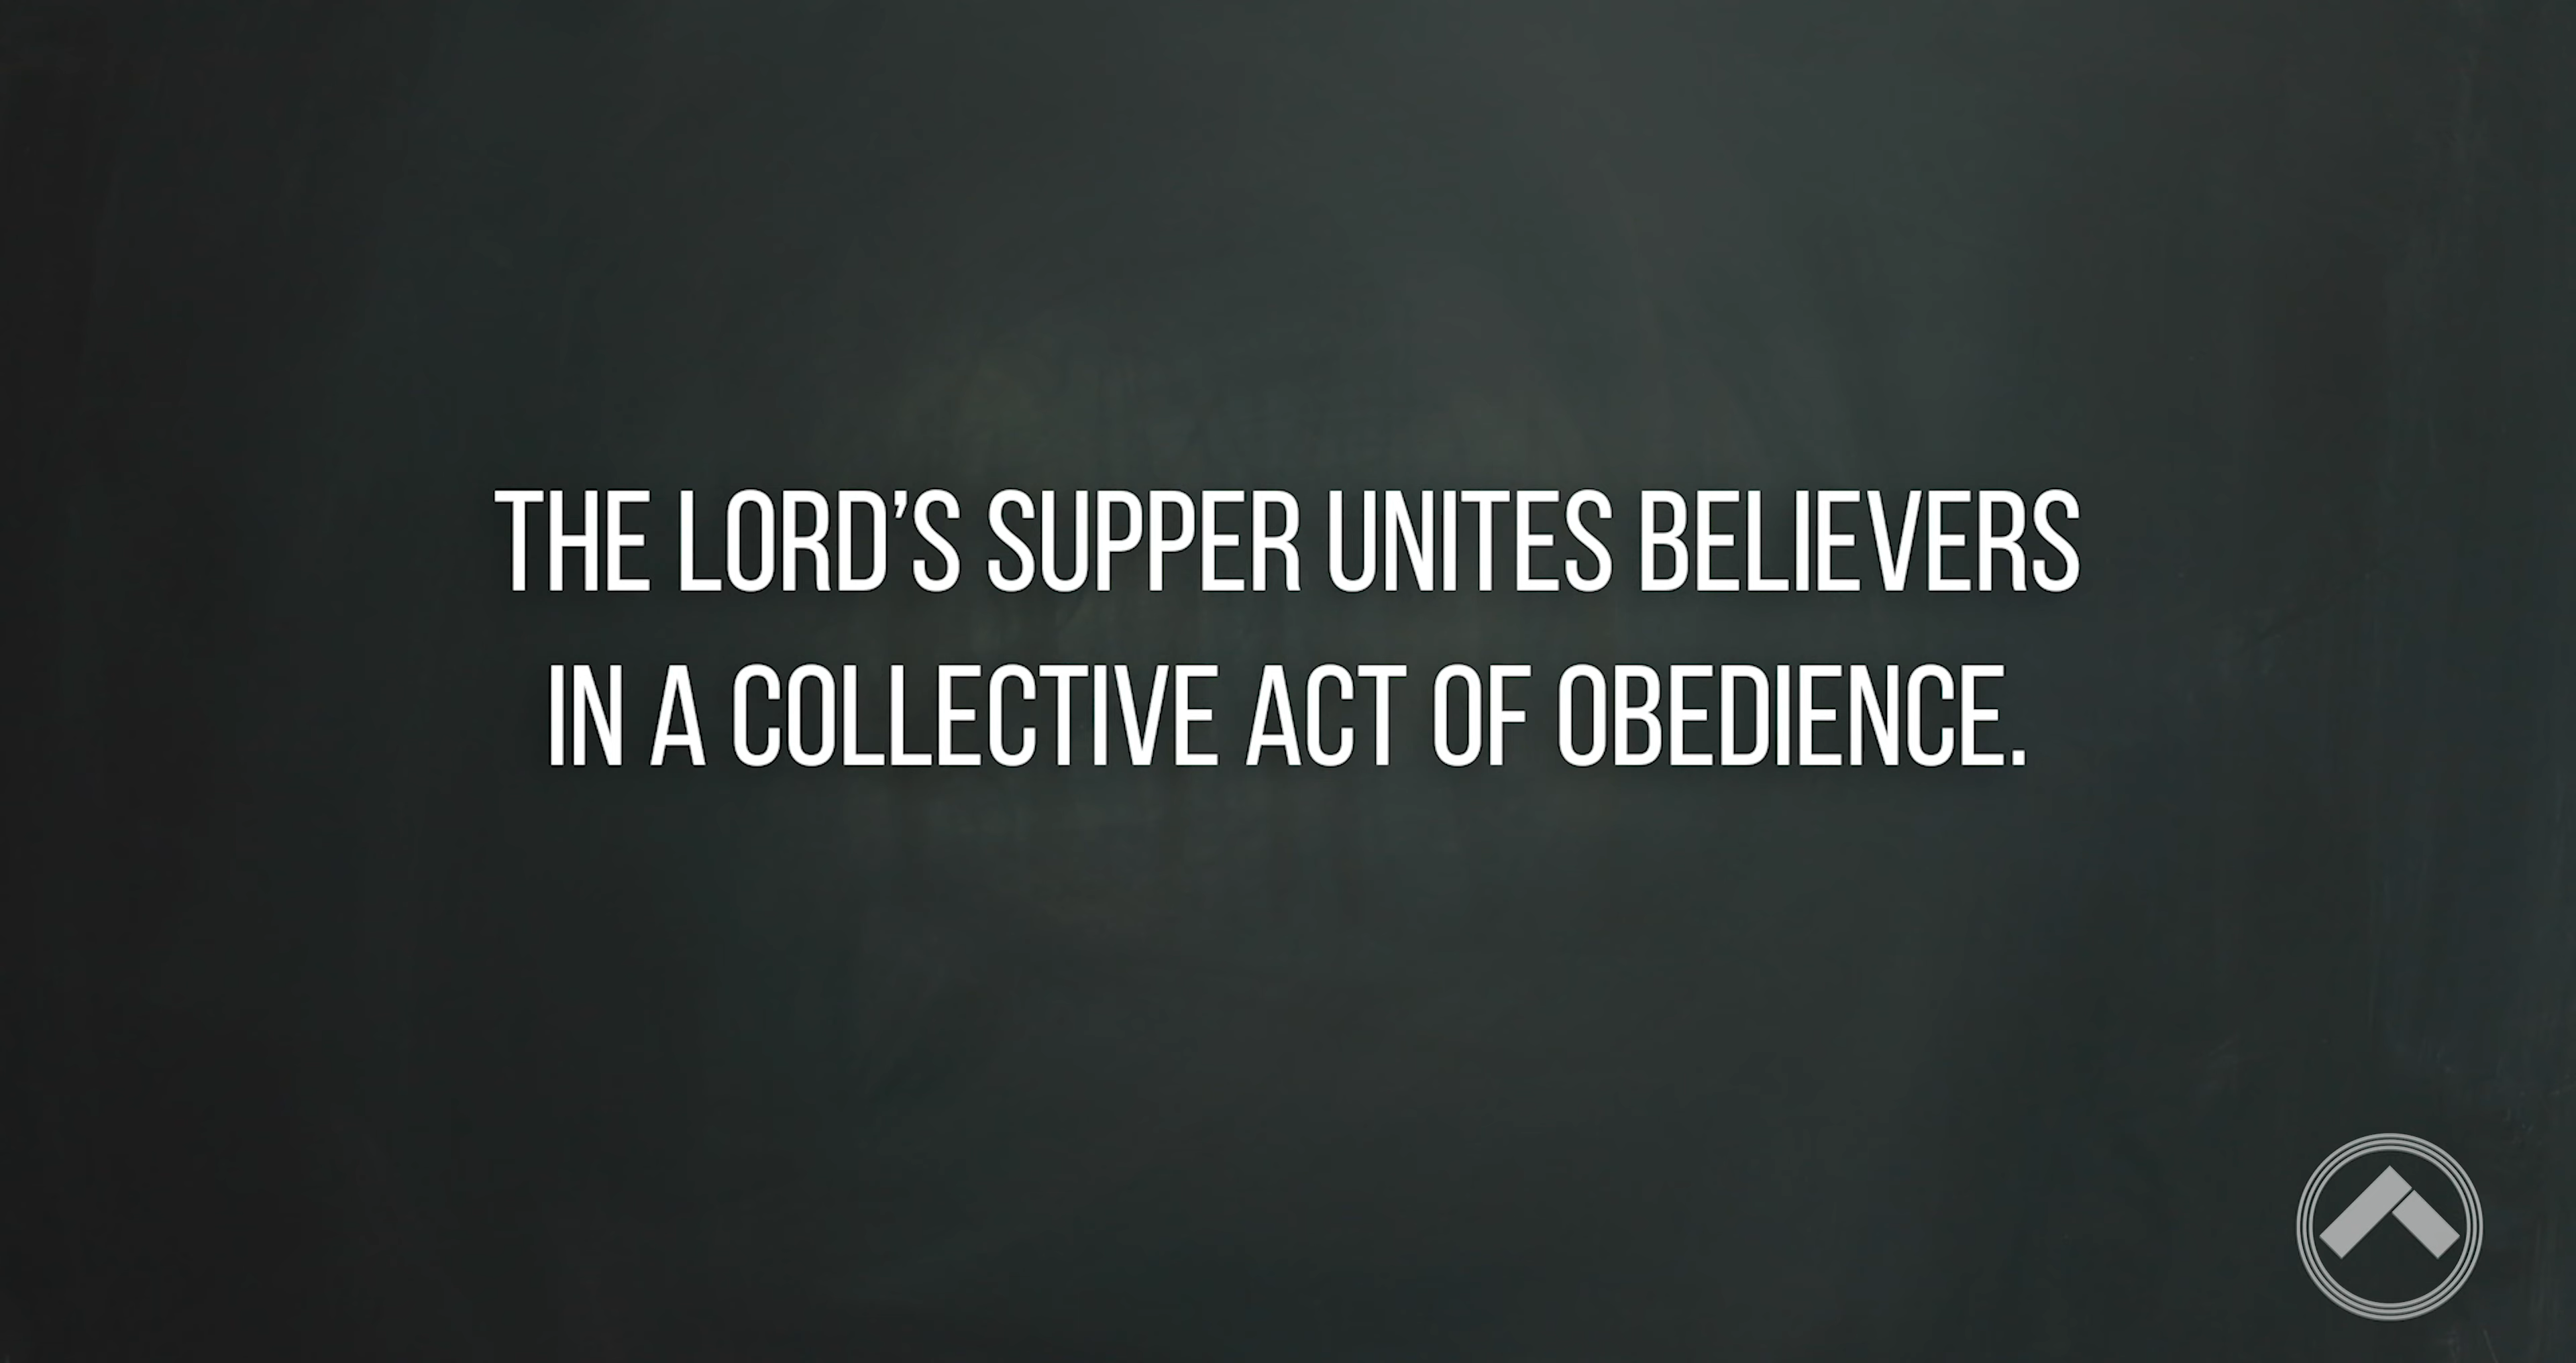 THE LORD’S SUPPER UNITES BELIEVERS
IN A COLLECTIVE ACT OF OBEDIENCE.